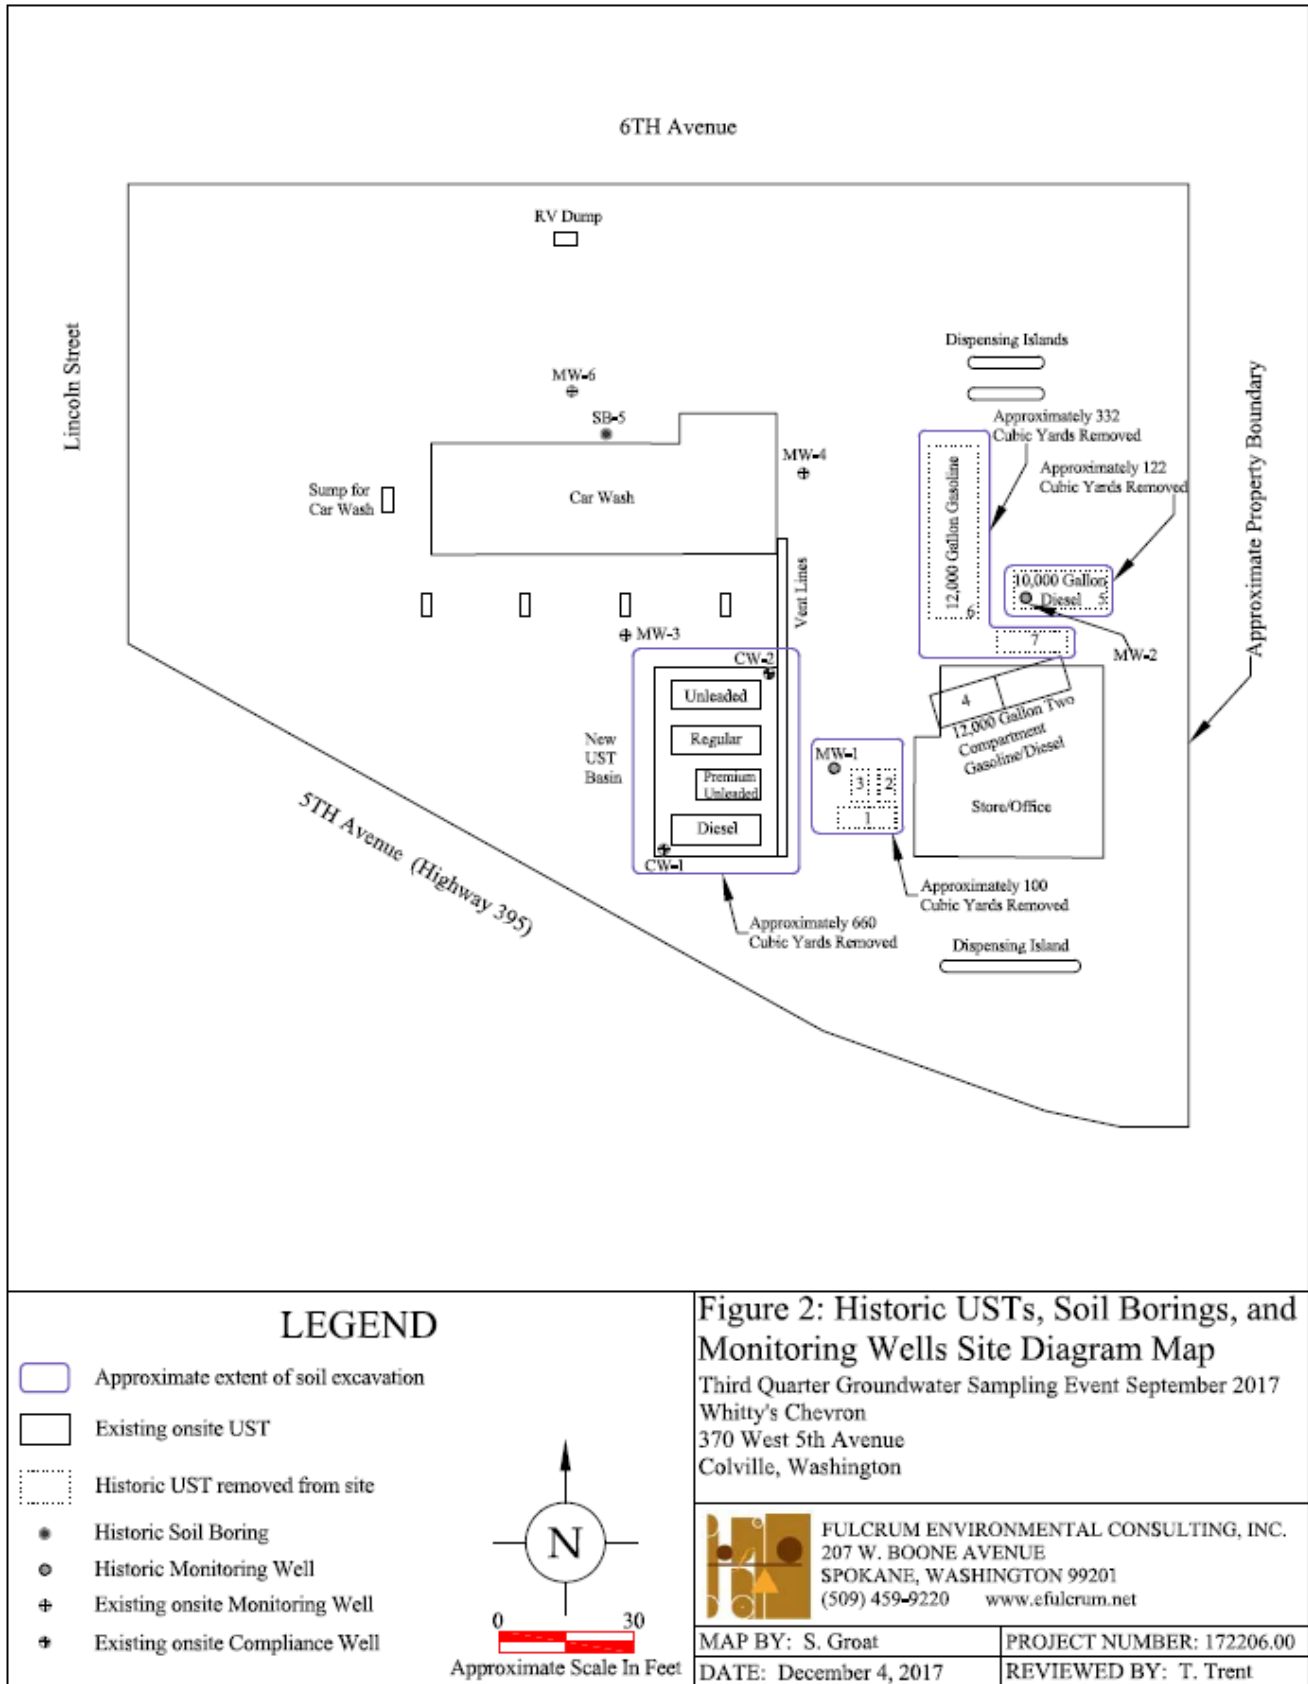 6TH Avenue
RV Dump
Lincoln Street
Dispensing Islands
MW-6
SB-5
Approximately 332
Cubic Yards Removed
MW-4
Approximately 122
Cubic Yards Removed
Sump for
Car Wash
Car Wash
12,000 Gallon Gasoline
6
Approximate Property Boundary
Vent Lines
10,000 Gallon
Diesel 5
MW-3
7
MW-2
CW-2
Unleaded
4
12,000 Gallon Two
Compartment
Gasoline/Diesel
New
UST
Basin
Regular
MW-1
Premium
Unleaded
3
2
5TH Avenue (Highway 395)
Store/Office
1
Diesel
CW-1
Approximately 100
Cubic Yards Removed
Approximately 660
Cubic Yards Removed
Dispensing Island
LEGEND
Approximate extent of soil excavation
Existing onsite UST
Historic UST removed from site
Historic Soil Boring
Historic Monitoring Well
Existing onsite Monitoring Well
Existing onsite Compliance Well
N
0 30
Approximate Scale In Feet
Figure 2: Historic USTs, Soil Borings, and
Monitoring Wells Site Diagram Map
Third Quarter Groundwater Sampling Event September 2017
Whitty's Chevron
370 West 5th Avenue
Colville, Washington
FULCRUM ENVIRONMENTAL CONSULTING, INC.
207 W. BOONE AVENUE
SPOKANE, WASHINGTON 99201
(509) 459-9220 www.efulcrum.net
MAP BY: S. Groat
PROJECT NUMBER: 172206.00
DATE: December 4, 2017
REVIEWED BY: T. Trent